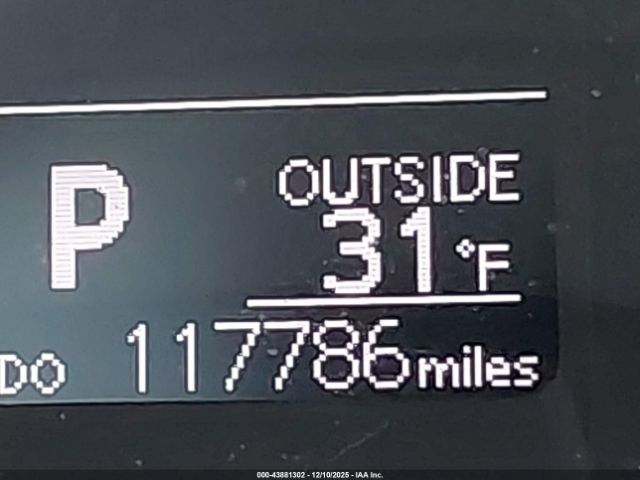 P
OUTSIDE
31 °F
DO 117786 miles
000-43881302 - 12/10/2025 - IAA Inc.